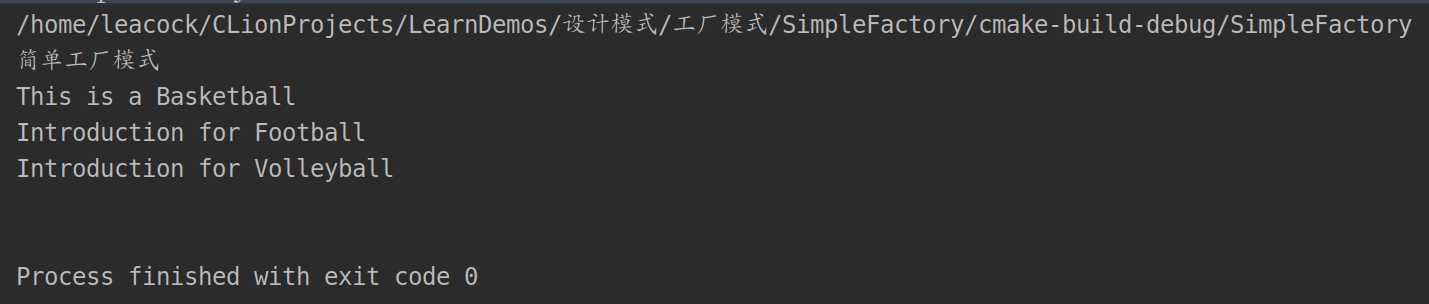 /home/leacock/CLionProjects/LearnDemos/设计模式/工厂模式/SimpleFactory/cmake-build-debug/SimpleFactory
简单工厂模式
This is a Basketball
Introduction for Football
Introduction for Volleyball
Process finished with exit code 0